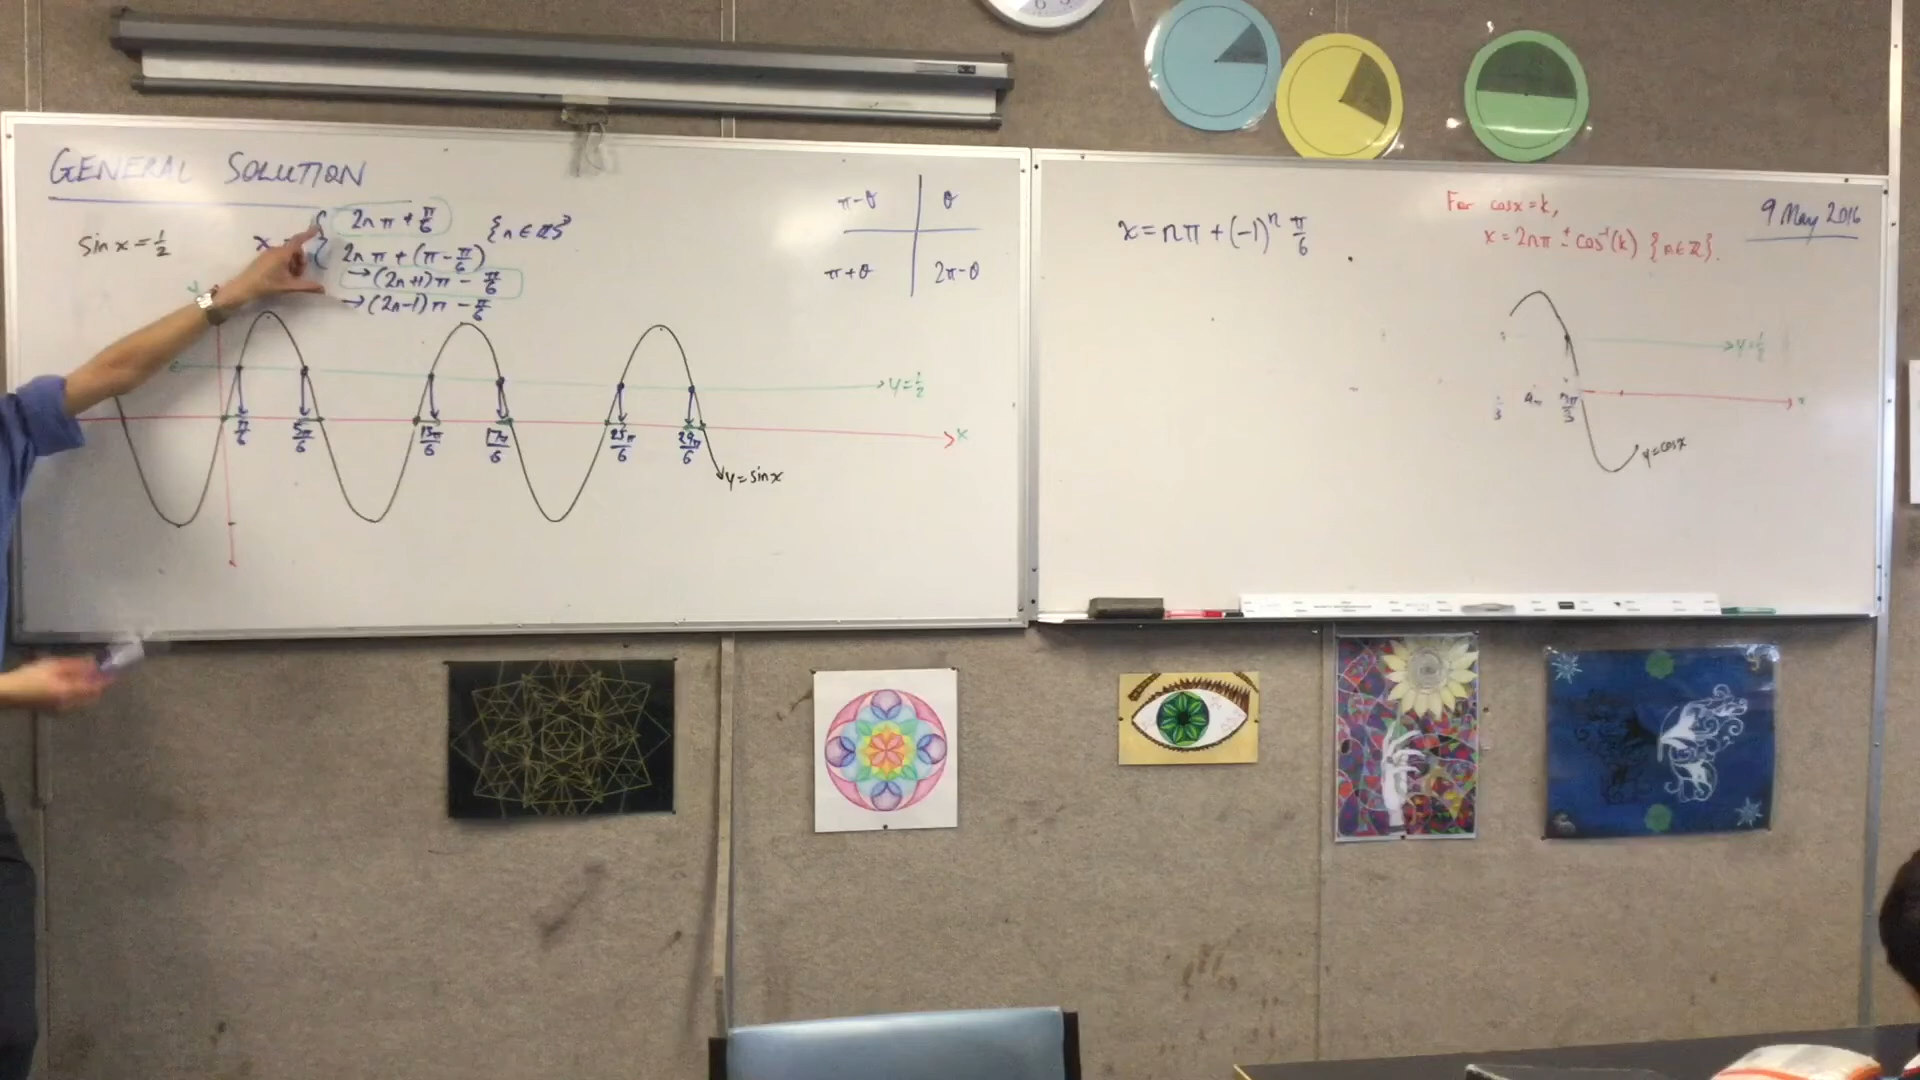 GENERAL SOLUTION
sin x = 1/2
2nπ + π/6
{n ∈ ℤ}
2nπ + (π - π/6)
→ (2n+1)π - π/6
→ (2n-1)π - π/6
π-θ θ
π+θ 2π-θ
y = 1/2
x
π/6 5π/6 13π/6 17π/6 25π/6 29π/6
y = sin x
x = nπ + (-1)^n π/6
For cos x = k,
x = 2nπ ± cos⁻¹(k) {n ∈ ℤ}.
9 May 2016
y = 1/2
y = cos x